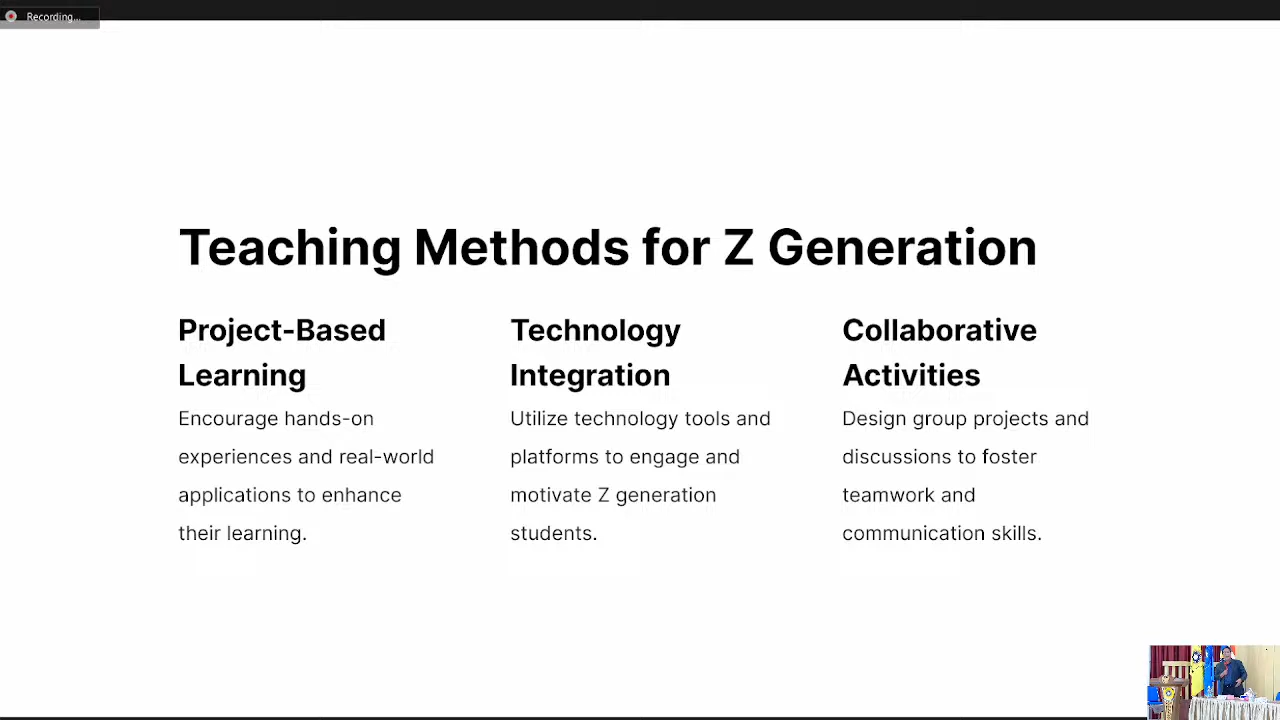 Recording...
Teaching Methods for Z Generation
Project-Based
Learning
Encourage hands-on
experiences and real-world
applications to enhance
their learning.
Technology
Integration
Utilize technology tools and
platforms to engage and
motivate Z generation
students.
Collaborative
Activities
Design group projects and
discussions to foster
teamwork and
communication skills.